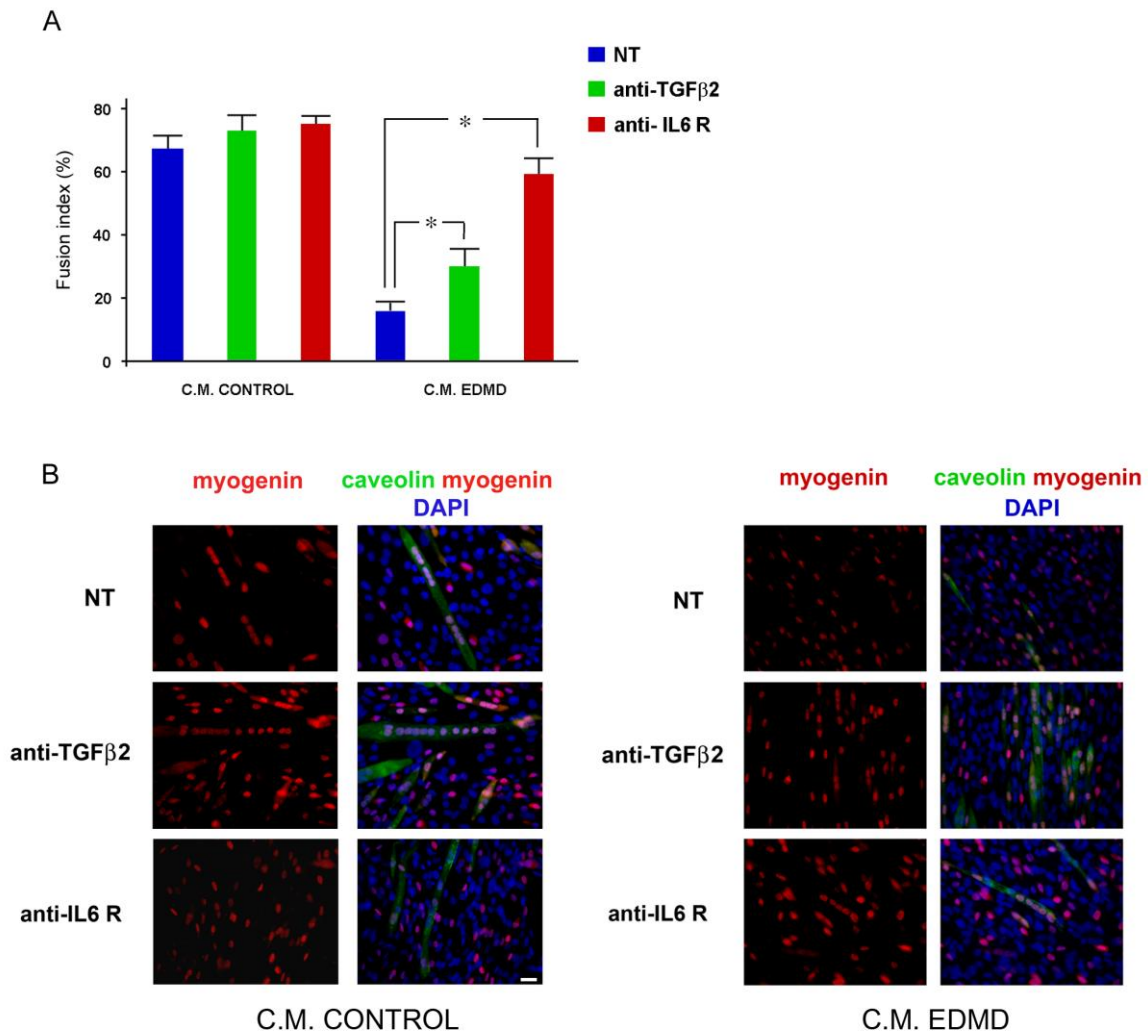 A
NT
anti-TGFβ2
anti- IL6 R
Fusion index (%)
80
60
40
20
0
*
*
C.M. CONTROL
C.M. EDMD
B
myogenin
caveolin myogenin
DAPI
myogenin
caveolin myogenin
DAPI
NT
anti-TGFβ2
anti-IL6 R
NT
anti-TGFβ2
anti-IL6 R
C.M. CONTROL
C.M. EDMD